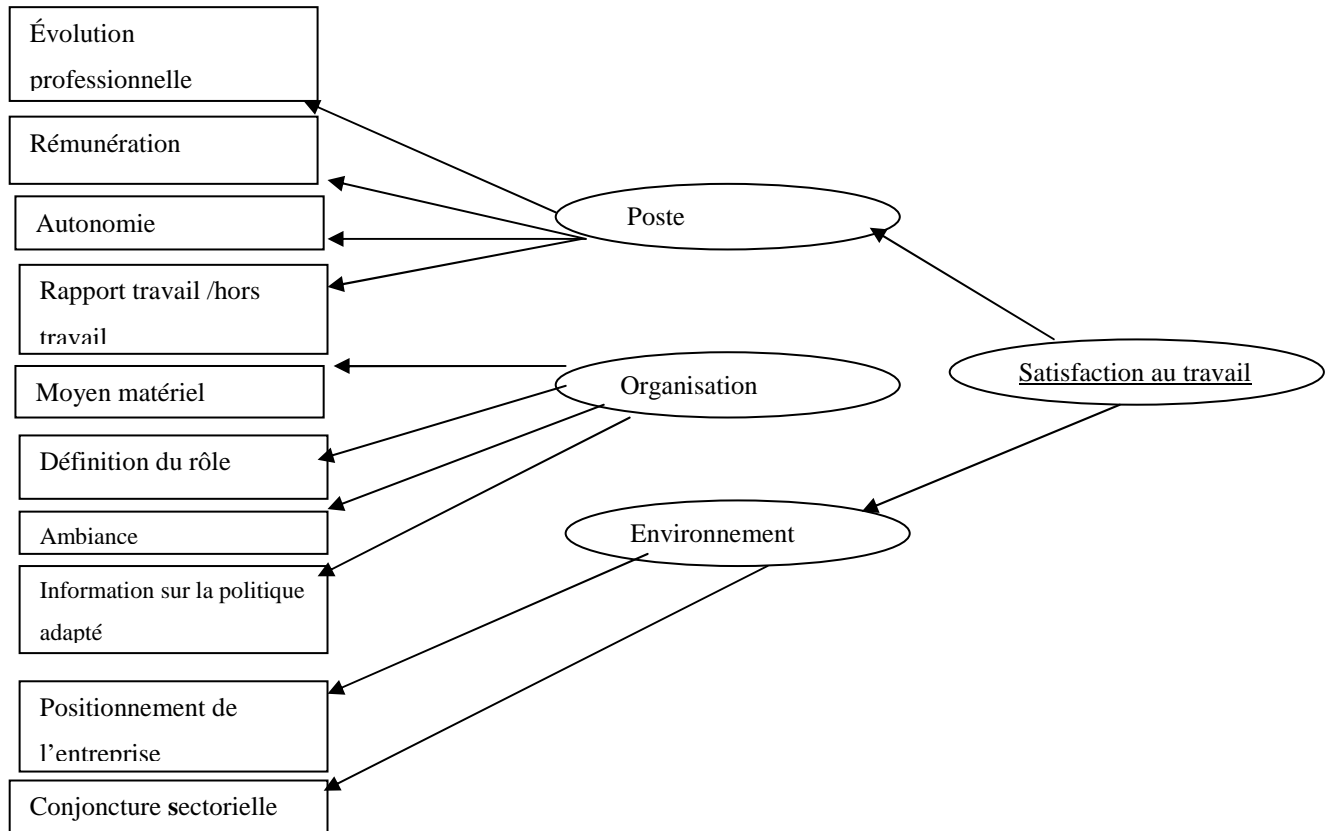 Évolution
professionnelle
Rémunération
Autonomie
Rapport travail /hors
travail
Moyen matériel
Définition du rôle
Ambiance
Information sur la politique
adapté
Positionnement de
l’entreprise
Conjoncture sectorielle
Poste
Organisation
Environnement
Satisfaction au travail